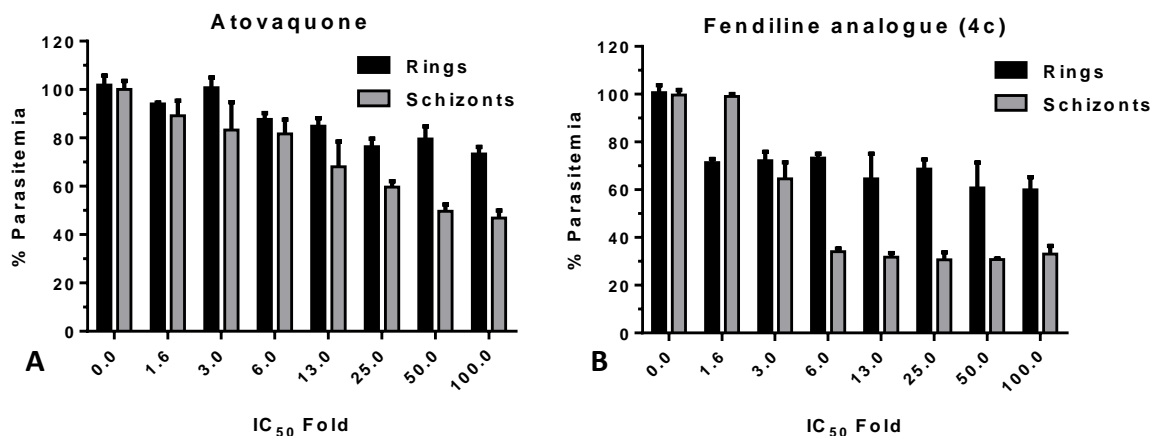 Atovaquone
120
100
80
60
40
20
0
% Parasitemia
Rings
Schizonts
0.0 1.6 3.0 6.0 13.0 25.0 50.0 100.0
A
IC50 Fold
Fendiline analogue (4c)
120
100
80
60
40
20
0
% Parasitemia
Rings
Schizonts
0.0 1.6 3.0 6.0 13.0 25.0 50.0 100.0
B
IC50 Fold